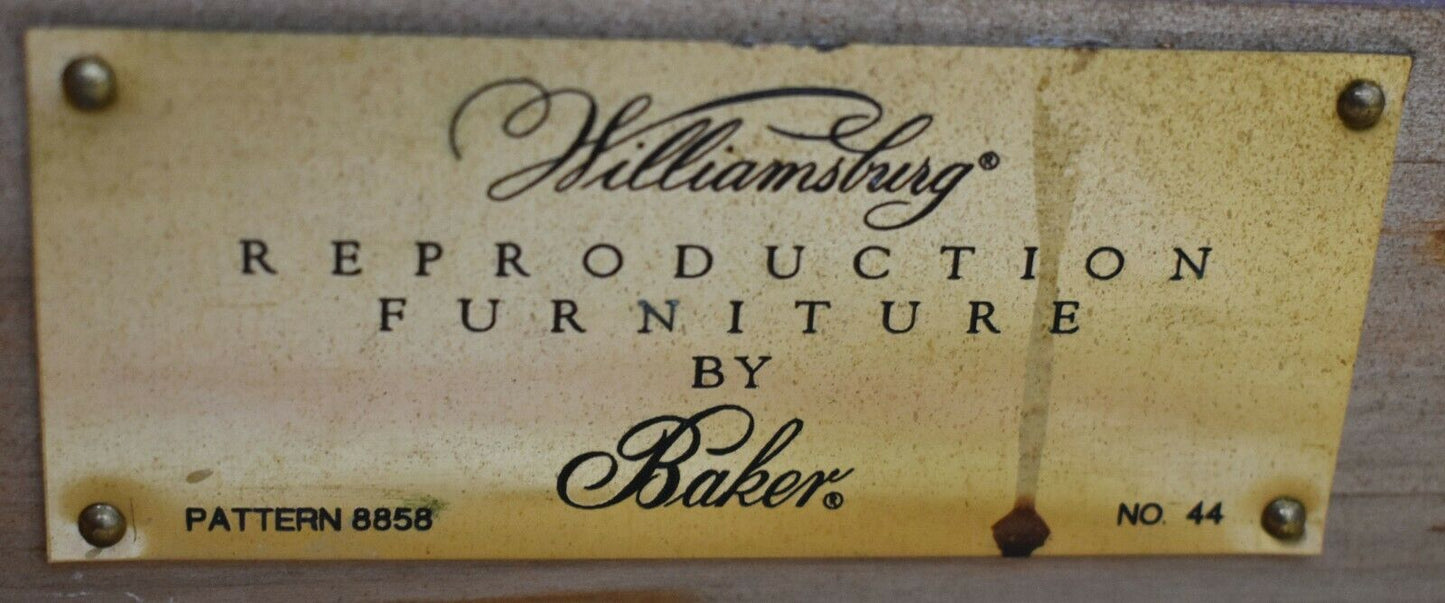 Williamsburg®
REPRODUCTION
FURNITURE
BY
Baker®
PATTERN 8858 NO. 44